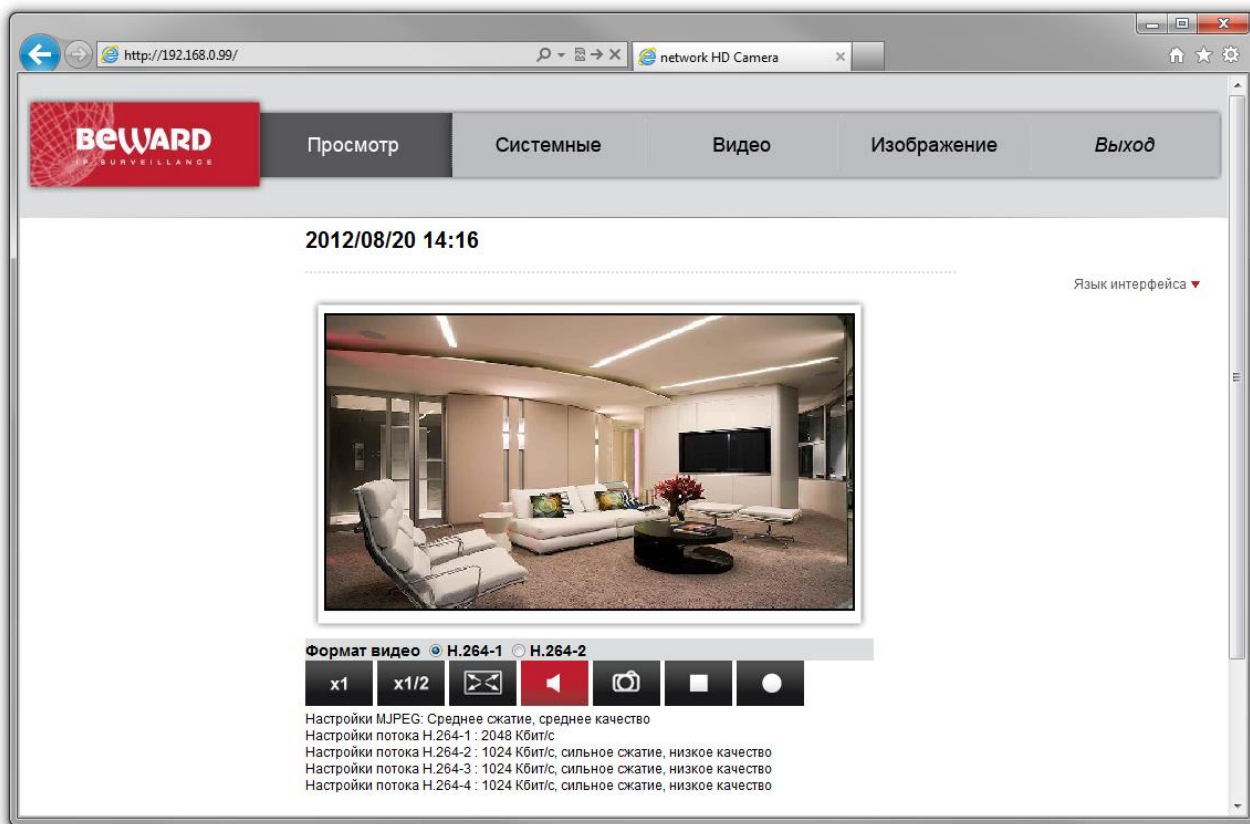 http://192.168.0.99/
network HD Camera
BEWARD
IP SURVEILLANCE
Просмотр
Системные
Видео
Изображение
Выход
2012/08/20 14:16
Язык интерфейса
Формат видео H.264-1 H.264-2
x1
x1/2
Настройки MJPEG: Среднее сжатие, среднее качество
Настройки потока H.264-1 : 2048 Кбит/с
Настройки потока H.264-2 : 1024 Кбит/с, сильное сжатие, низкое качество
Настройки потока H.264-3 : 1024 Кбит/с, сильное сжатие, низкое качество
Настройки потока H.264-4 : 1024 Кбит/с, сильное сжатие, низкое качество